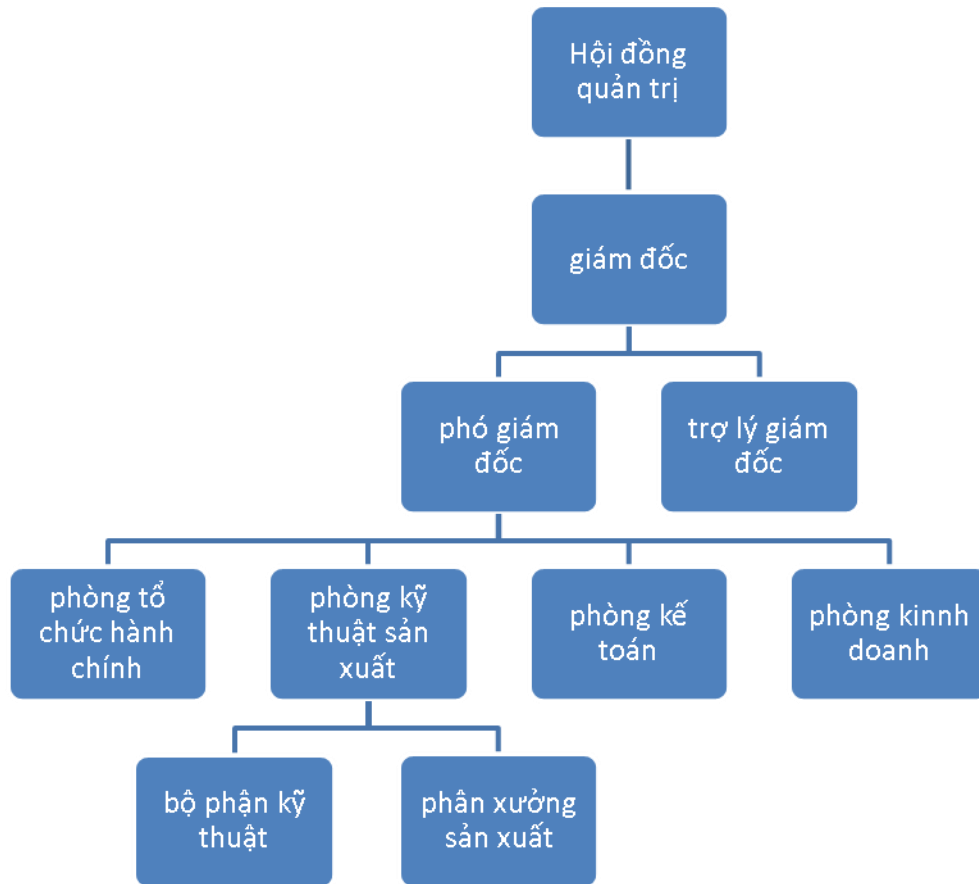 Hội đồng
quản trị
giám đốc
phó giám
đốc
trợ lý giám
đốc
phòng tổ
chức hành
chính
phòng kỹ
thuật sản
xuất
phòng kế
toán
phòng kinnh
doanh
bộ phận kỹ
thuật
phân xưởng
sản xuất